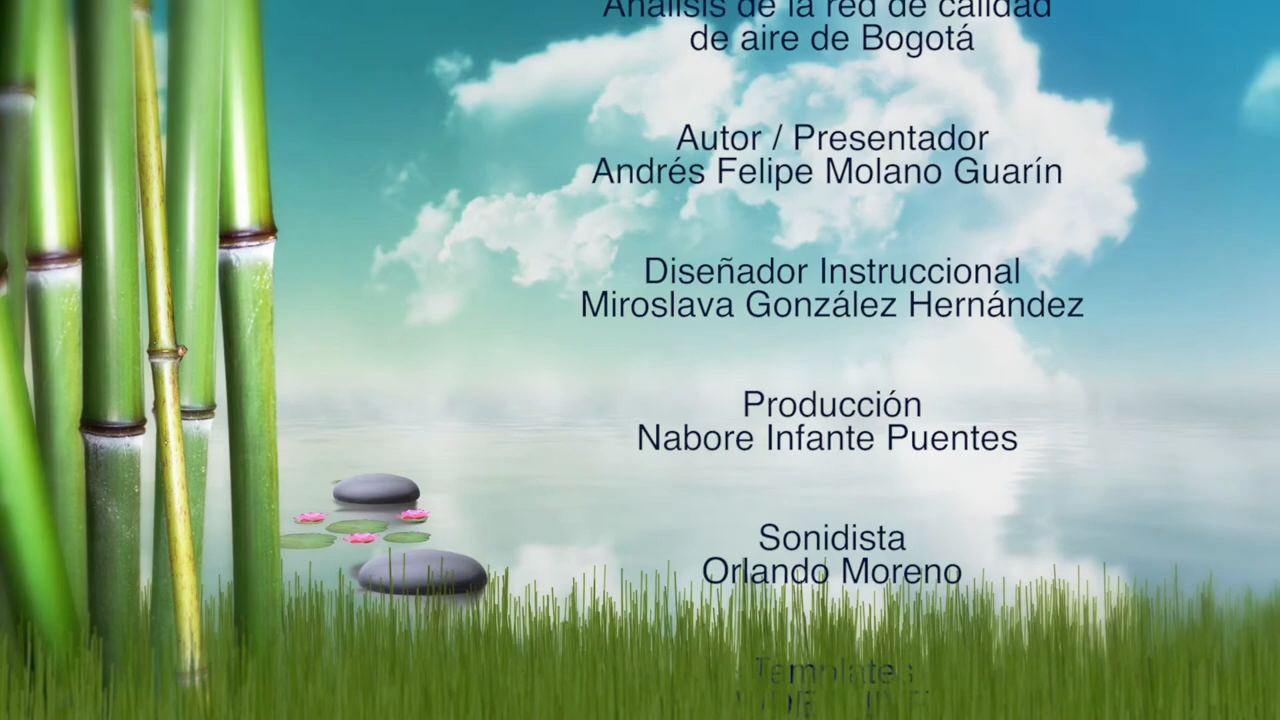 Análisis de la red de calidad
de aire de Bogotá
Autor / Presentador
Andrés Felipe Molano Guarín
Diseñador Instruccional
Miroslava González Hernández
Producción
Nabore Infante Puentes
Sonidista
Orlando Moreno
Templates